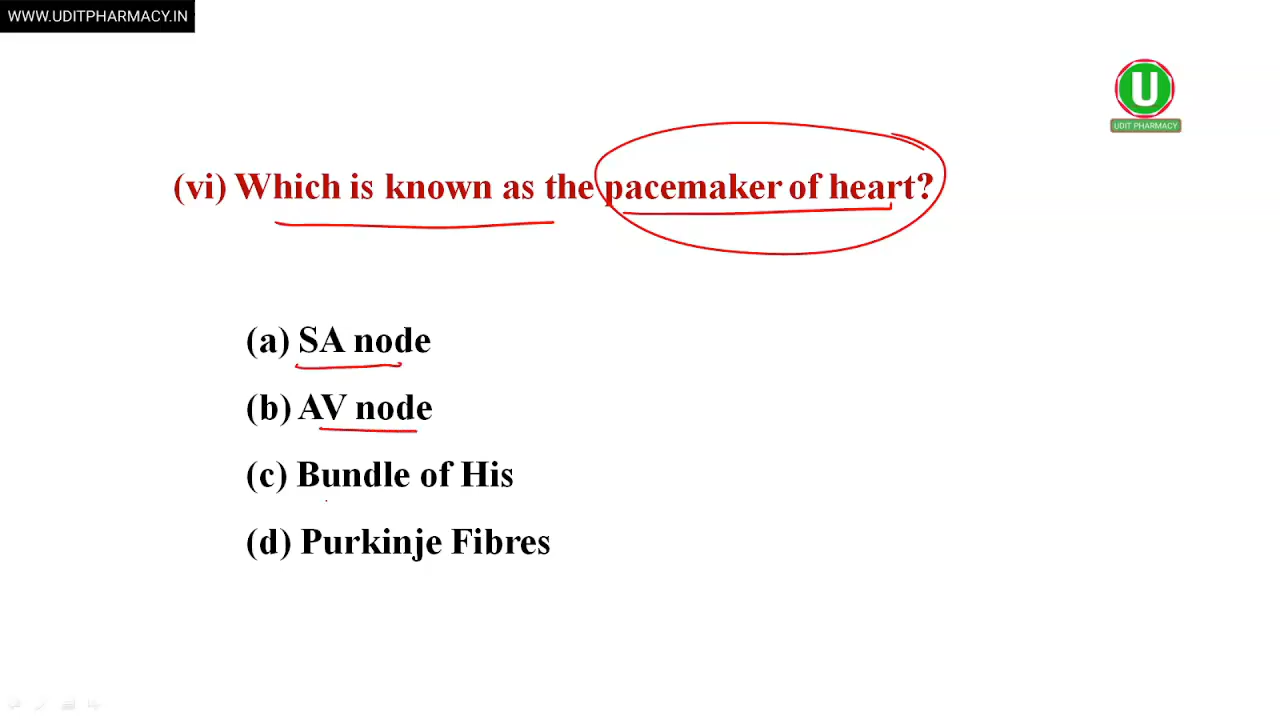 WWW.UDITPHARMACY.IN
U
UDIT PHARMACY
(vi) Which is known as the pacemaker of heart?
(a) SA node
(b) AV node
(c) Bundle of His
(d) Purkinje Fibres